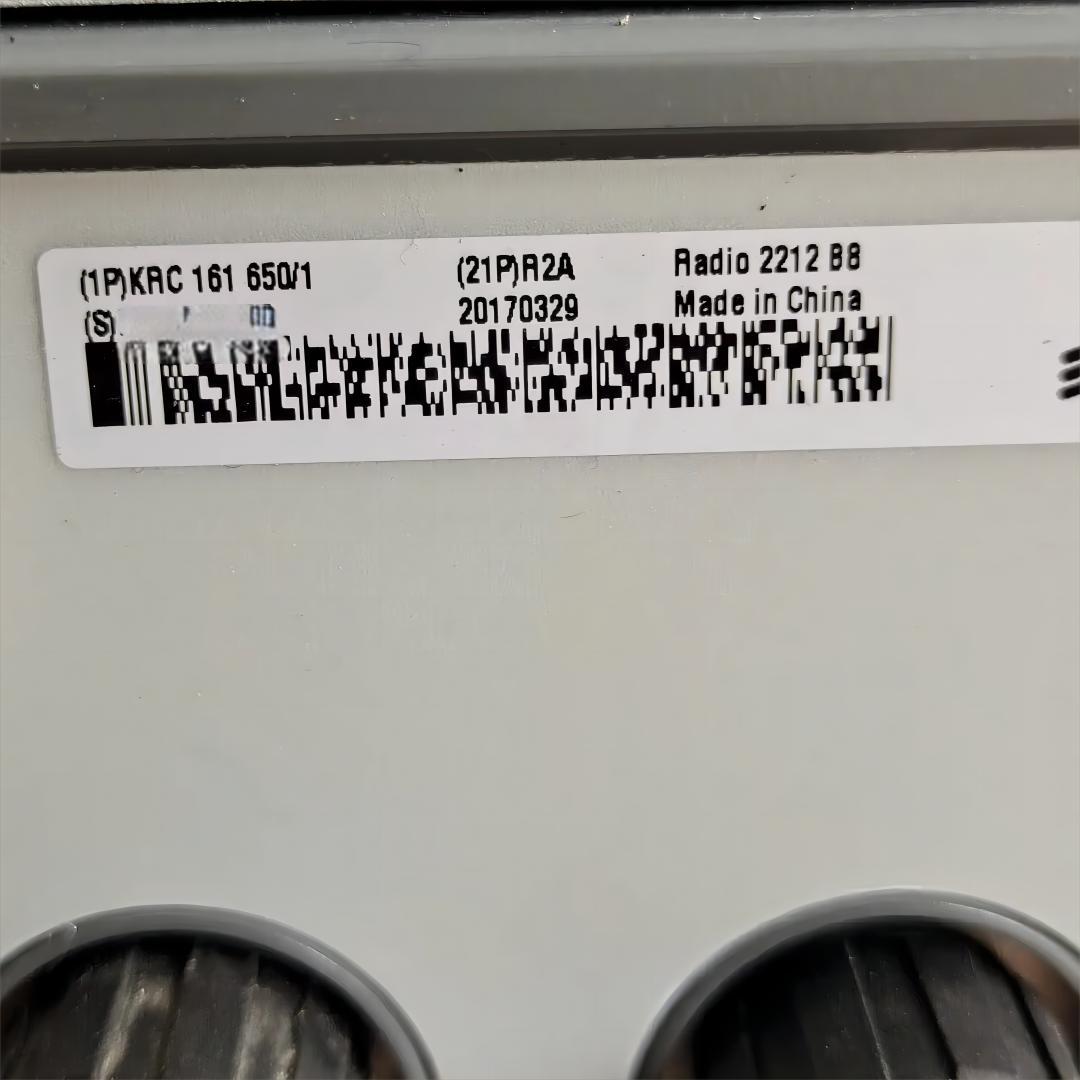 (1P)KRC 161 650/1
(S)
(21P)R2A
20170329
Radio 2212 B8
Made in China